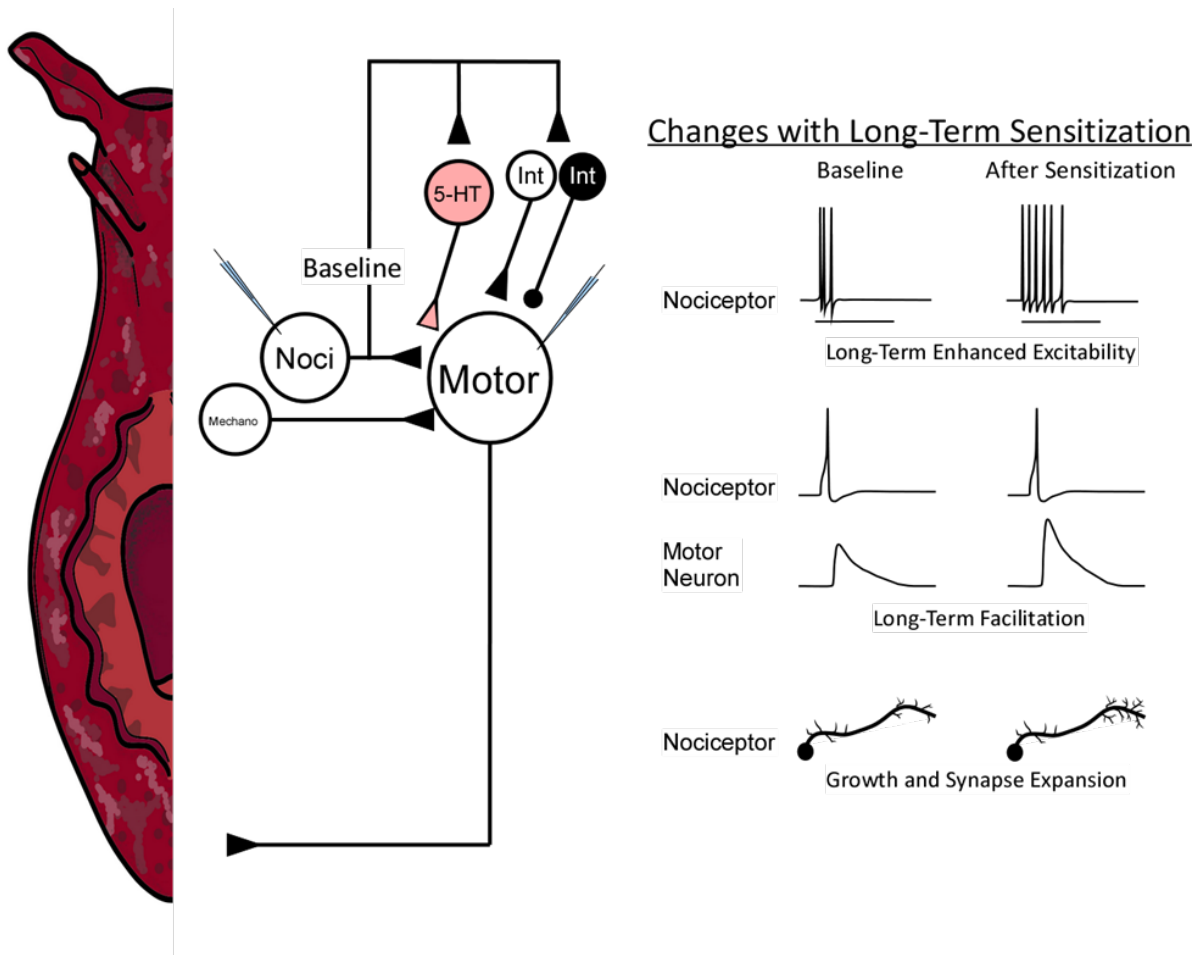 5-HT
Int
Int
Baseline
Noci
Motor
Mechano
Changes with Long-Term Sensitization
Baseline
After Sensitization
Nociceptor
Long-Term Enhanced Excitability
Nociceptor
Motor
Neuron
Long-Term Facilitation
Nociceptor
Growth and Synapse Expansion